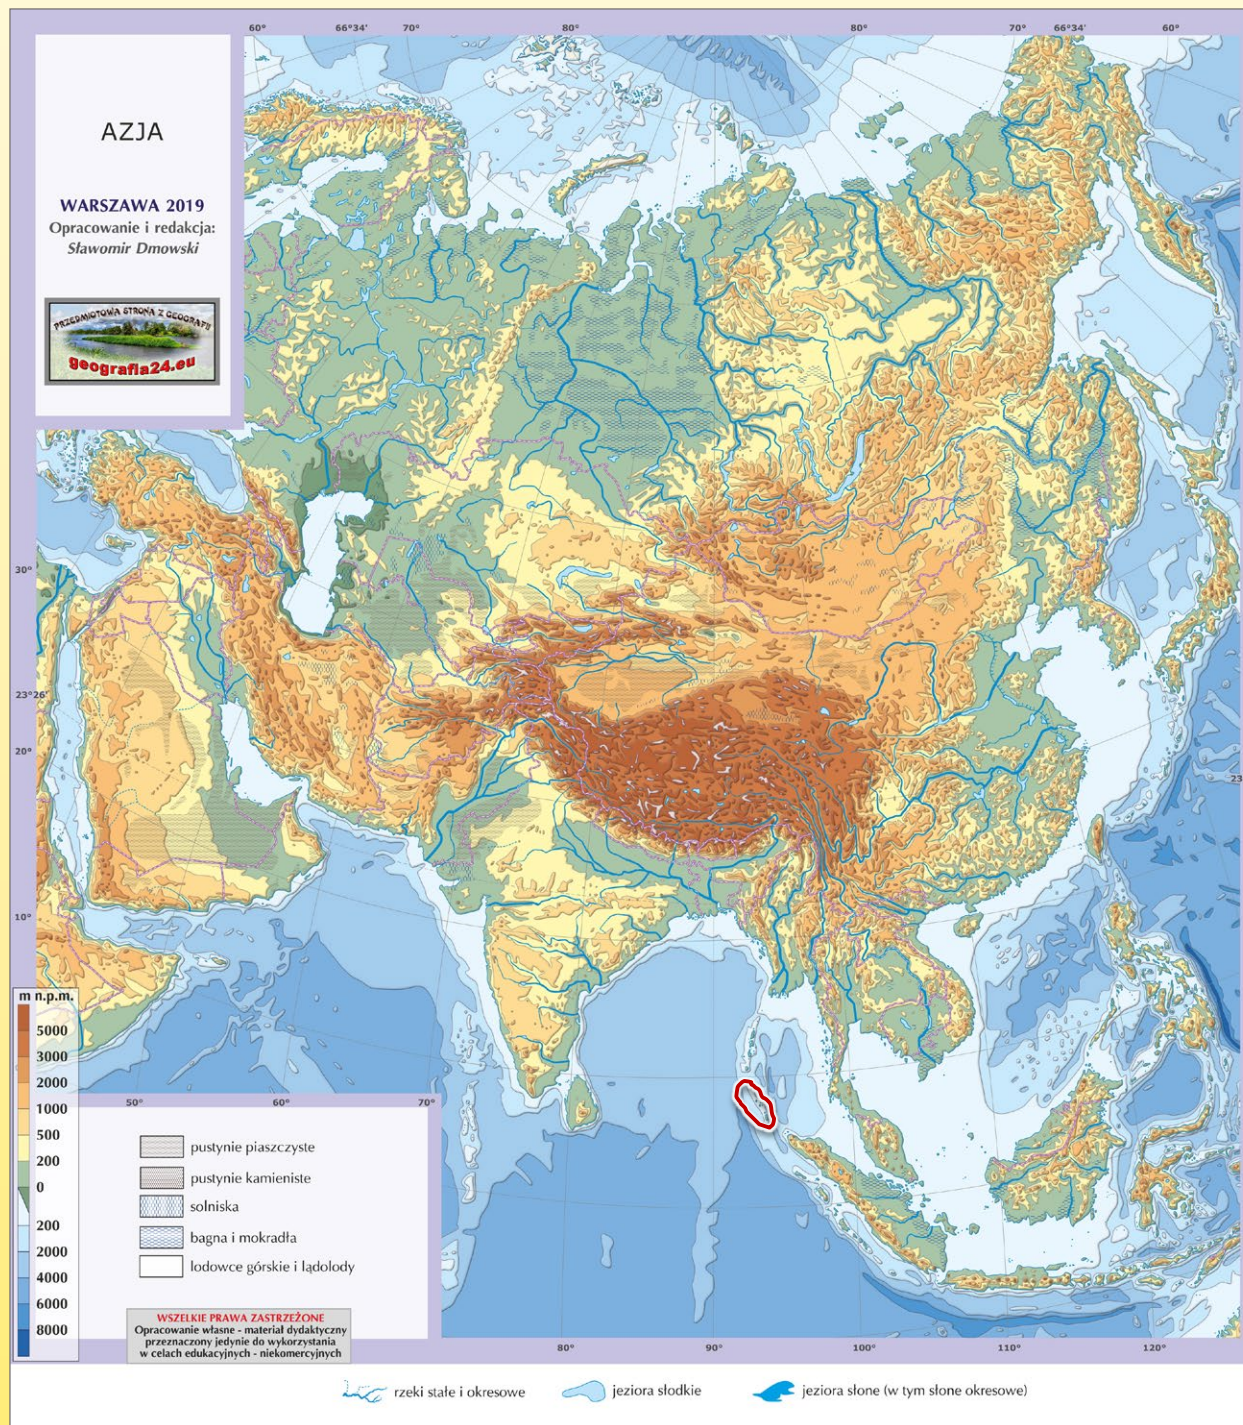 60° 66°34' 70° 80° 80° 70° 66°34' 60°
AZJA
WARSZAWA 2019
Opracowanie i redakcja:
Sławomir Dmowski
PRZEDMIOTOWA STRONA Z GEOGRAFII
geografia24.eu
30°
23°26'
20°
23
10°
m n.p.m.
5000
3000
2000
1000
500
200
0
200
2000
4000
6000
8000
50° 60° 70°
pustynie piaszczyste
pustynie kamieniste
solniska
bagna i mokradła
lodowce górskie i lądolody
WSZELKIE PRAWA ZASTRZEŻONE
Opracowanie własne - materiał dydaktyczny
przeznaczony jedynie do wykorzystania
w celach edukacyjnych - niekomercyjnych
80° 90° 100° 110° 120°
rzeki stałe i okresowe jeziora słodkie jeziora słone (w tym słone okresowe)